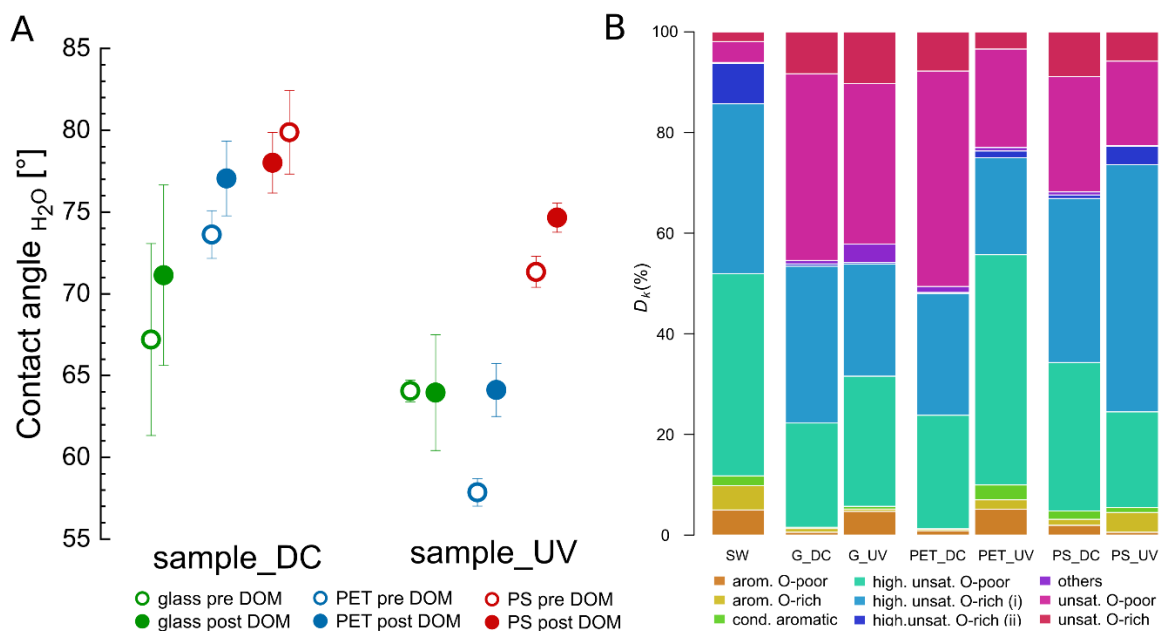 A
Contact angle H2O [°]
85
80
75
70
65
60
55
sample_DC
sample_UV
glass pre DOM
PET pre DOM
PS pre DOM
glass post DOM
PET post DOM
PS post DOM
B
Dk(%)
100
80
60
40
20
0
SW
G_DC
G_UV
PET_DC
PET_UV
PS_DC
PS_UV
arom. O-poor
high. unsat. O-poor
others
arom. O-rich
high. unsat. O-rich (i)
unsat. O-poor
cond. aromatic
high.unsat. O-rich (ii)
unsat. O-rich